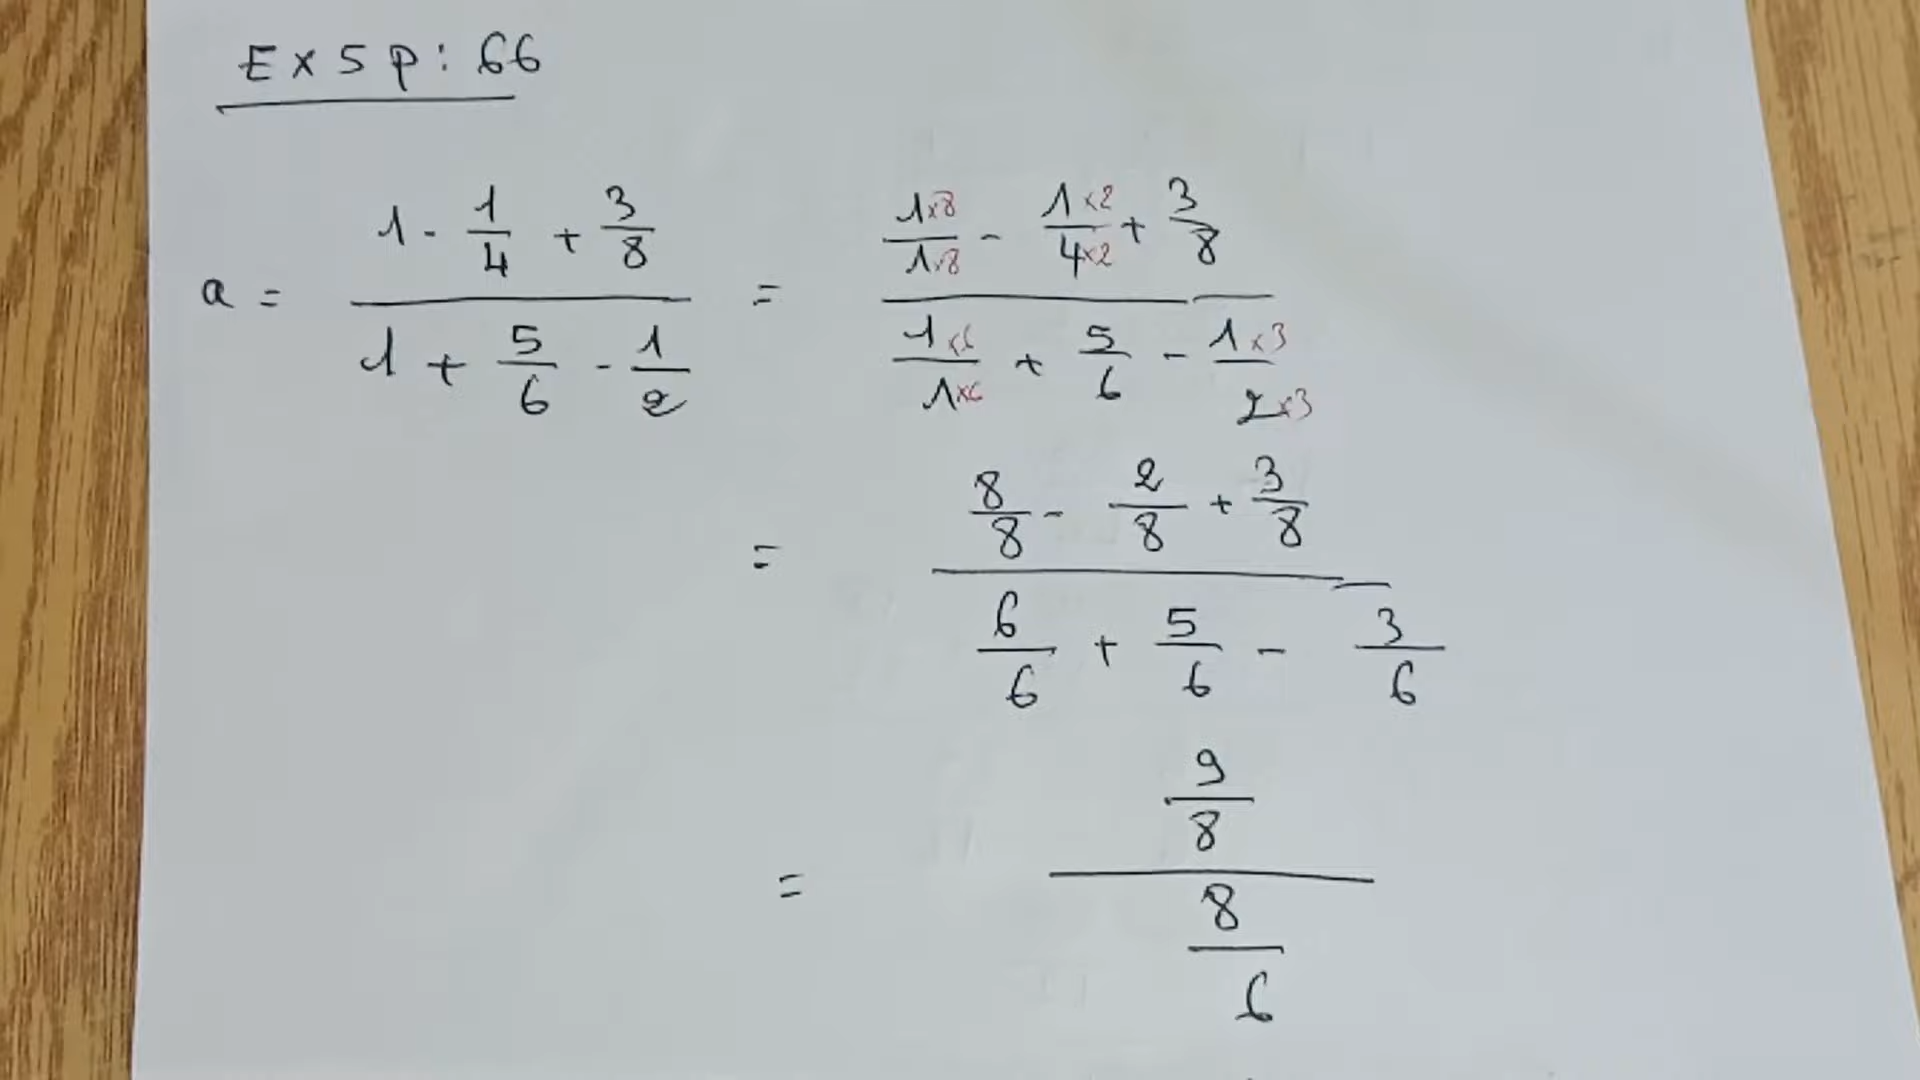 Ex 5 p: 66
a = (1 - 1/4 + 3/8) / (1 + 5/6 - 1/2) = (1×8/1×8 - 1×2/4×2 + 3/8) / (1×6/1×6 + 5/6 - 1×3/2×3)
= (8/8 - 2/8 + 3/8) / (6/6 + 5/6 - 3/6)
= (9/8) / (8/6)